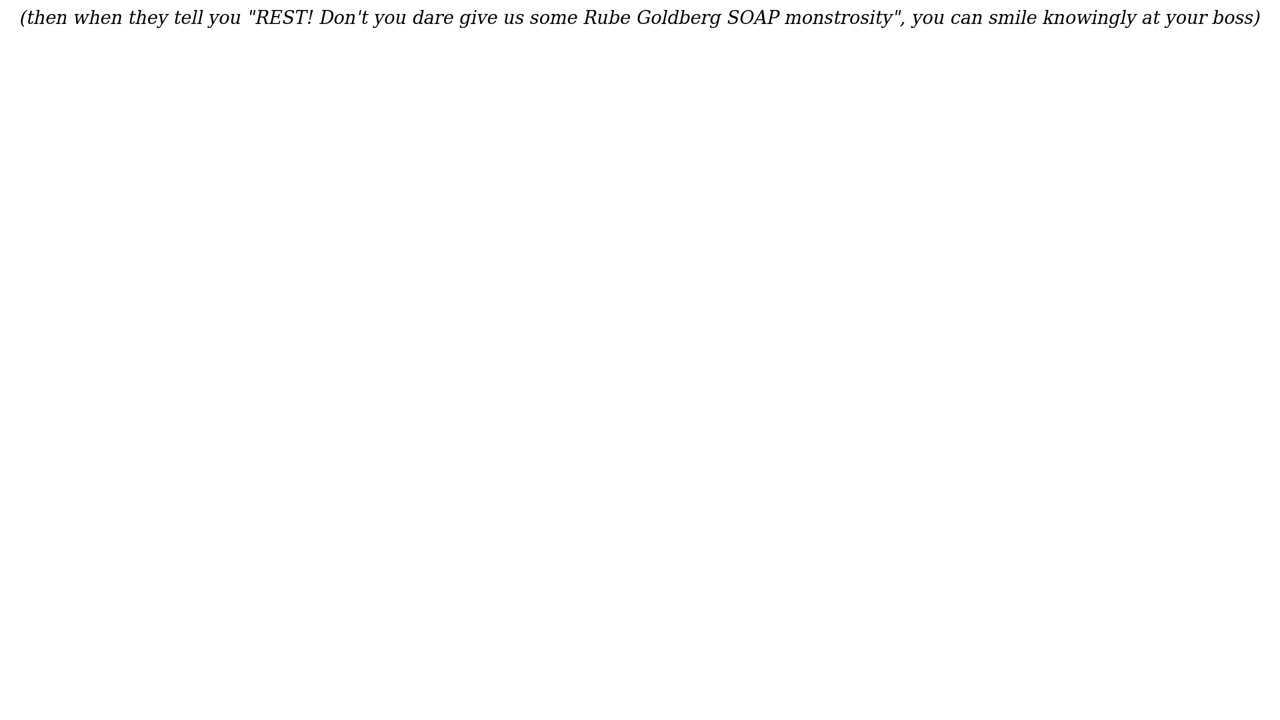 (then when they tell you "REST! Don't you dare give us some Rube Goldberg SOAP monstrosity", you can smile knowingly at your boss)